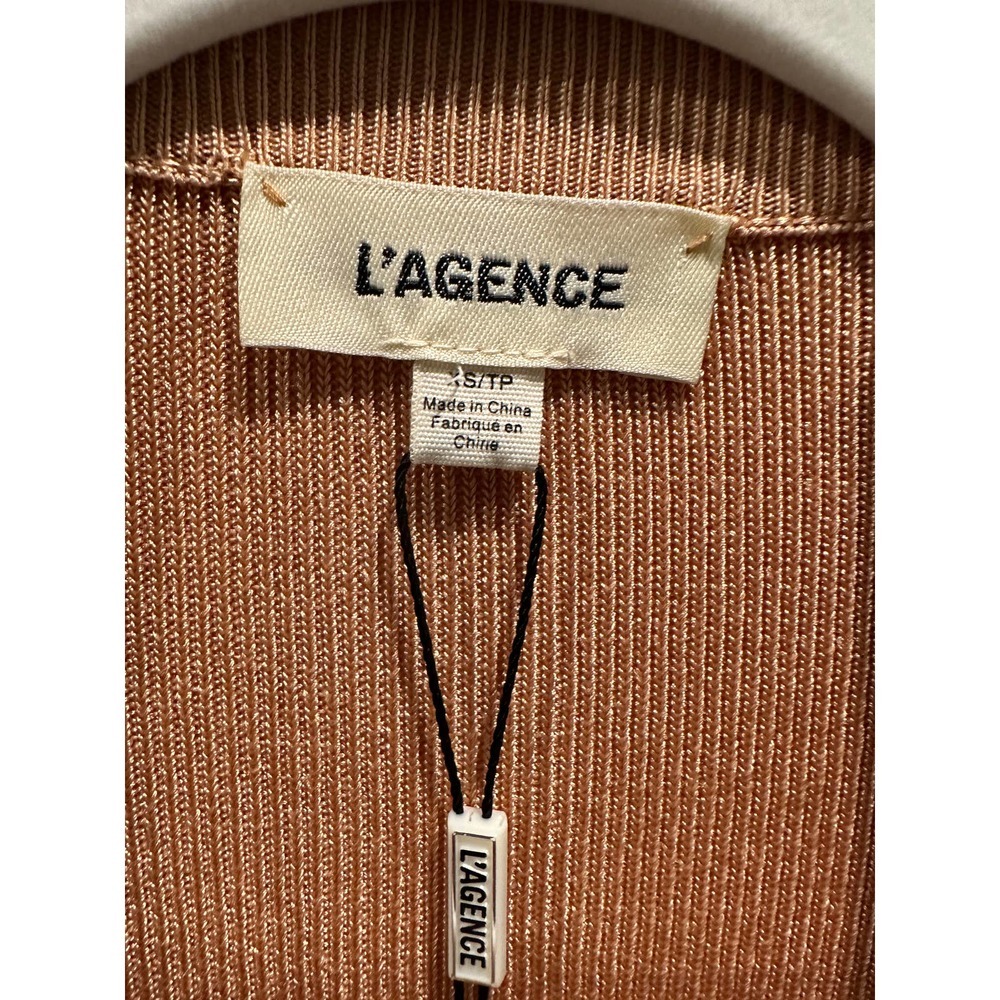 L'AGENCE
XS/TP
Made in China
Fabriqué en
Chine
L'AGENCE